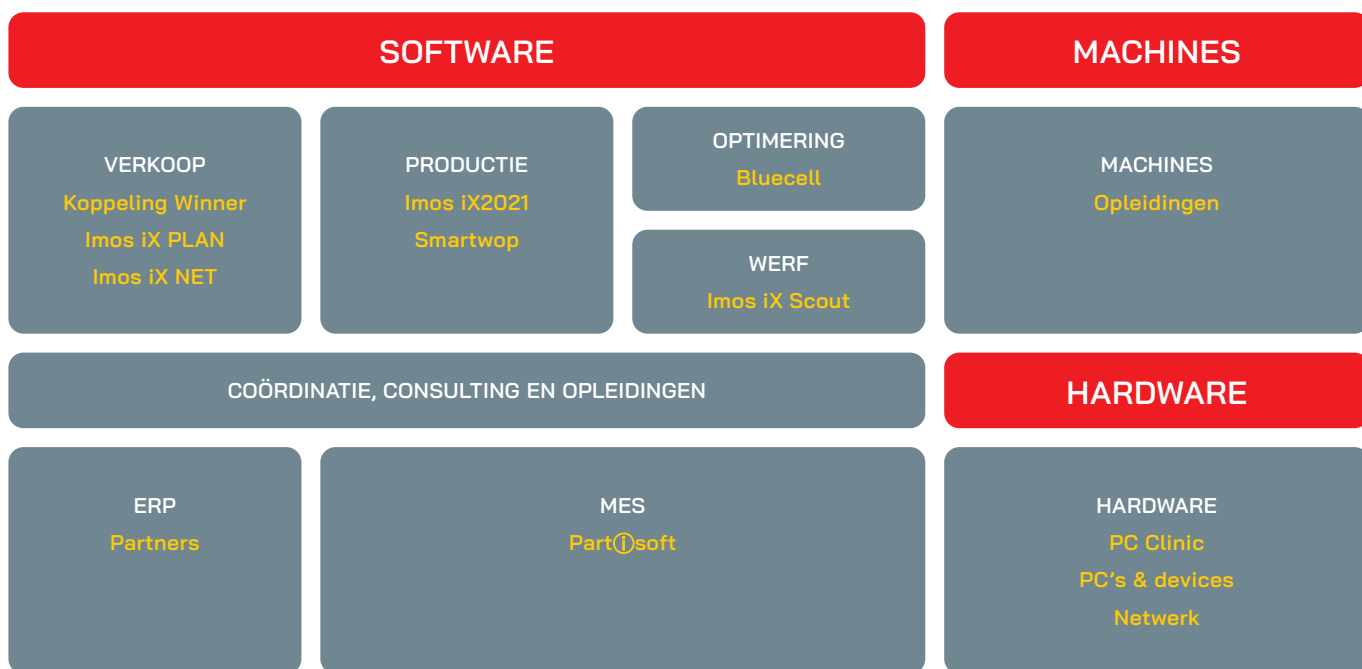 SOFTWARE
MACHINES
VERKOOP
Koppeling Winner
Imos iX PLAN
Imos iX NET
PRODUCTIE
Imos iX2021
Smartwop
OPTIMERING
Bluecell
WERF
Imos iX Scout
MACHINES
Opleidingen
COÖRDINATIE, CONSULTING EN OPLEIDINGEN
HARDWARE
ERP
Partners
MES
Partⓘsoft
HARDWARE
PC Clinic
PC’s & devices
Netwerk